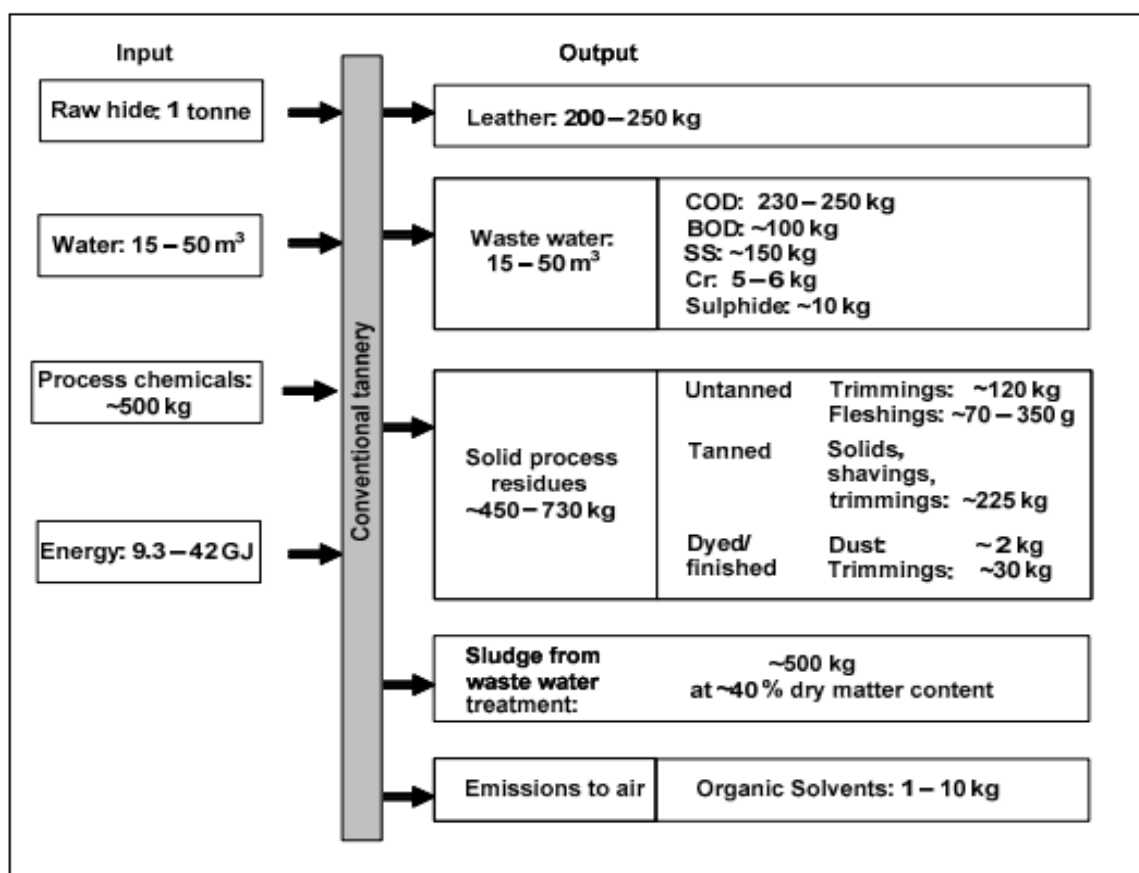 Input
Output
Raw hide: 1 tonne
Leather: 200–250 kg
Water: 15–50 m³
Waste water:
15–50 m³
COD: 230–250 kg
BOD: ~100 kg
SS: ~150 kg
Cr: 5–6 kg
Sulphide: ~10 kg
Conventional tannery
Process chemicals:
~500 kg
Solid process
residues
~450–730 kg
Untanned Trimmings: ~120 kg
Fleshings: ~70–350 g
Tanned Solids,
shavings,
trimmings: ~225 kg
Dyed/ Dust: ~2 kg
finished Trimmings: ~30 kg
Energy: 9.3–42 GJ
Sludge from
waste water
treatment:
~500 kg
at ~40 % dry matter content
Emissions to air
Organic Solvents: 1–10 kg